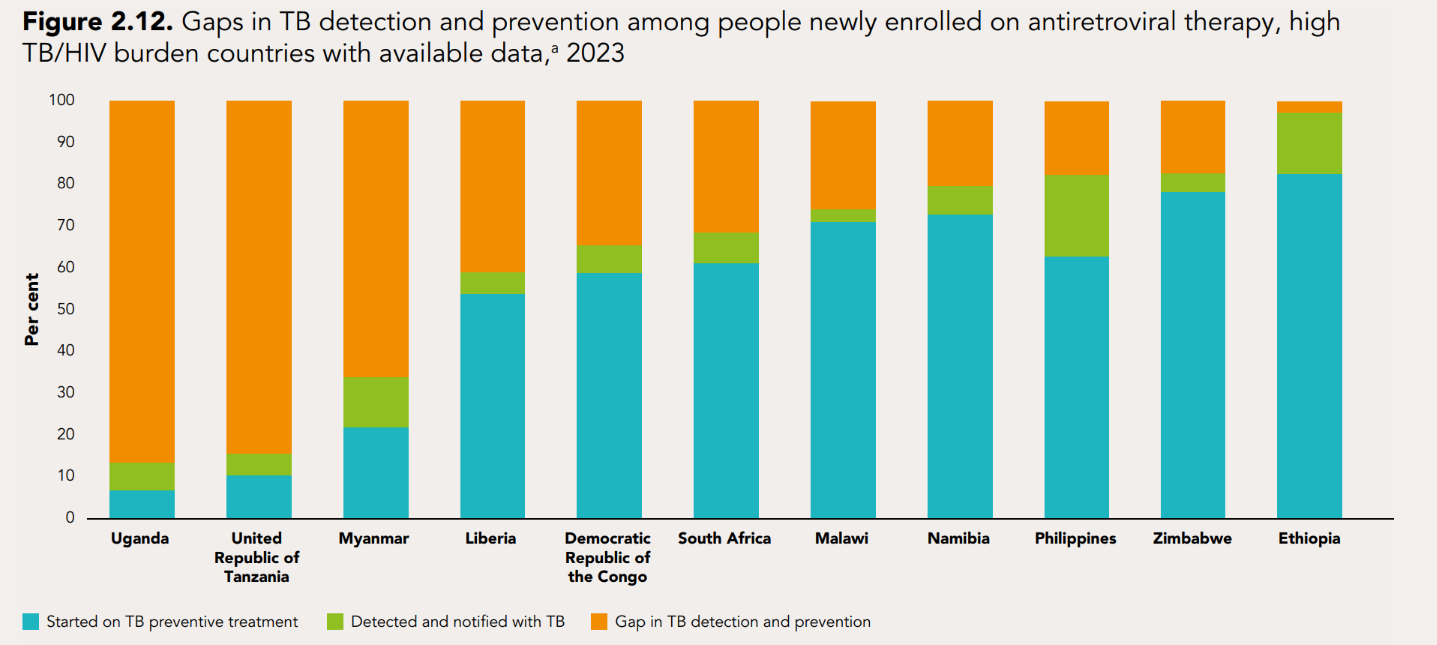 Figure 2.12. Gaps in TB detection and prevention among people newly enrolled on antiretroviral therapy, high
TB/HIV burden countries with available data,ᵃ 2023
100
90
80
70
60
50
40
30
20
10
0
Per cent
Uganda
United
Republic of
Tanzania
Myanmar
Liberia
Democratic
Republic of
the Congo
South Africa
Malawi
Namibia
Philippines
Zimbabwe
Ethiopia
Started on TB preventive treatment
Detected and notified with TB
Gap in TB detection and prevention